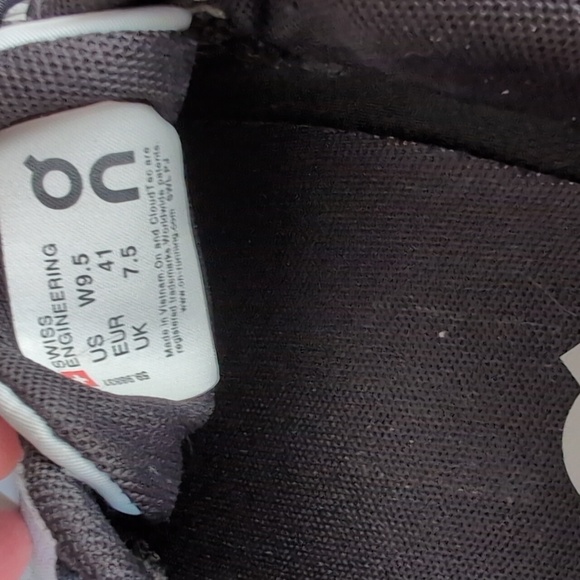 On
SWISS
ENGINEERING
US W9.5
EUR 41
UK 7.5
Made in Vietnam. On and CloudTec are
registered trademarks. Worldwide patents.
www.on-running.com